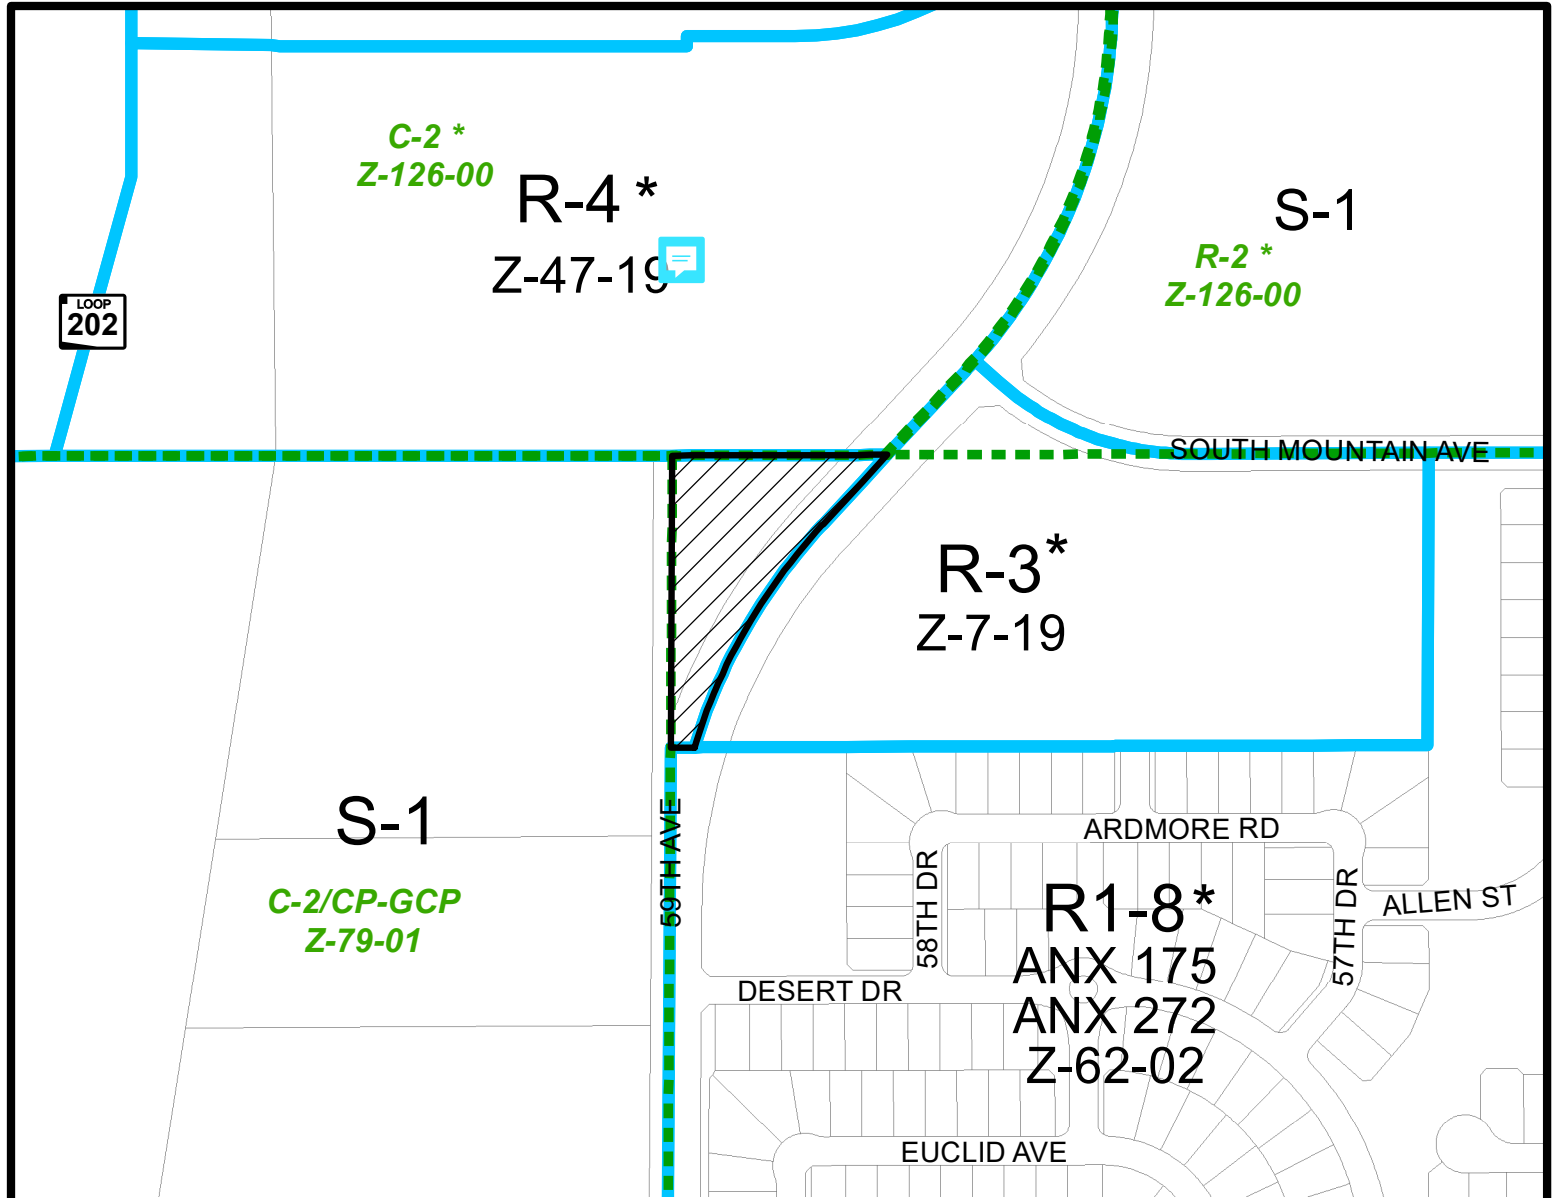 C-2 *
Z-126-00
R-4 *
Z-47-19
S-1
R-2 *
Z-126-00
LOOP
202
SOUTH MOUNTAIN AVE
R-3*
Z-7-19
S-1
C-2/CP-GCP
Z-79-01
59TH AVE
ARDMORE RD
58TH DR
57TH DR
ALLEN ST
R1-8*
ANX 175
ANX 272
Z-62-02
DESERT DR
EUCLID AVE